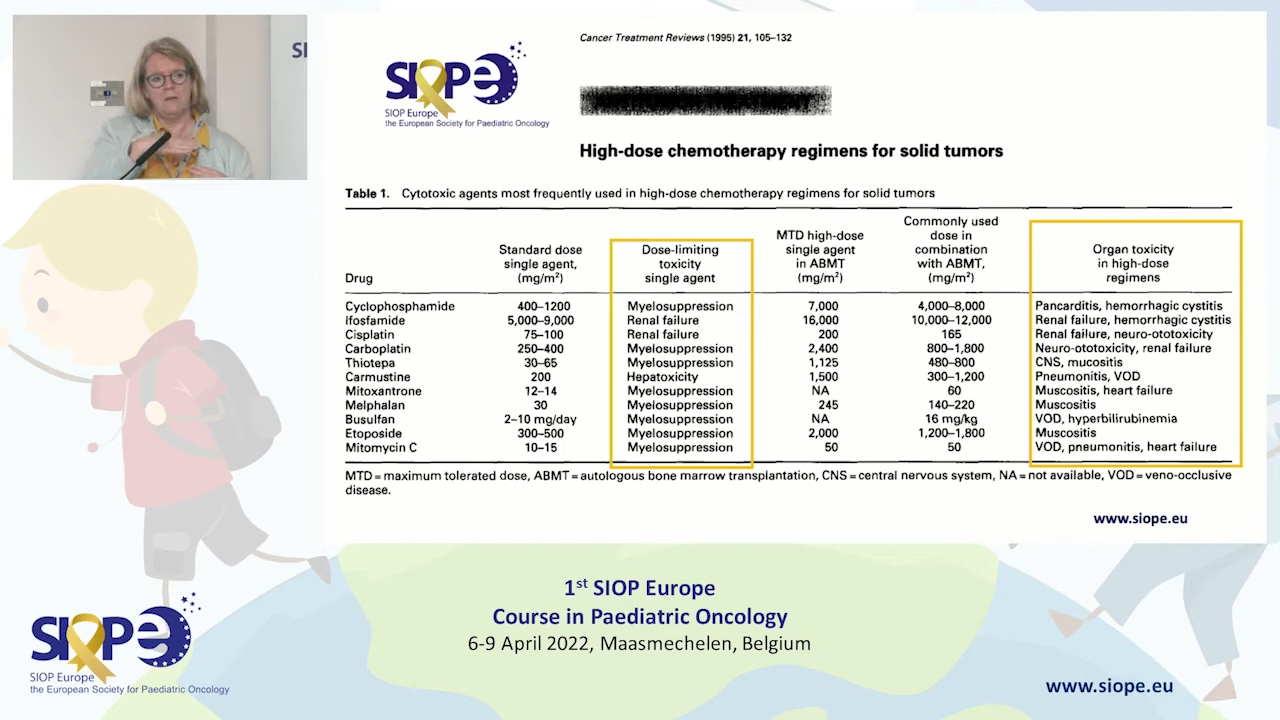 SI
Cancer Treatment Reviews (1995) 21, 105–132
SIOPe
SIOP Europe
the European Society for Paediatric Oncology
High-dose chemotherapy regimens for solid tumors
Table 1. Cytotoxic agents most frequently used in high-dose chemotherapy regimens for solid tumors
Drug | Standard dose single agent, (mg/m²) | Dose-limiting toxicity single agent | MTD high-dose single agent in ABMT (mg/m²) | Commonly used dose in combination with ABMT, (mg/m²) | Organ toxicity in high-dose regimens
Cyclophosphamide 400–1200 Myelosuppression 7,000 4,000–8,000 Pancarditis, hemorrhagic cystitis
Ifosfamide 5,000–9,000 Renal failure 16,000 10,000–12,000 Renal failure, hemorrhagic cystitis
Cisplatin 75–100 Renal failure 200 165 Renal failure, neuro-ototoxicity
Carboplatin 250–400 Myelosuppression 2,400 800–1,800 Neuro-ototoxicity, renal failure
Thiotepa 30–65 Myelosuppression 1,125 480–800 CNS, mucositis
Carmustine 200 Hepatotoxicity 1,500 300–1,200 Pneumonitis, VOD
Mitoxantrone 12–14 Myelosuppression NA 60 Muscositis, heart failure
Melphalan 30 Myelosuppression 245 140–220 Muscositis
Busulfan 2–10 mg/day Myelosuppression NA 16 mg/kg VOD, hyperbilirubinemia
Etoposide 300–500 Myelosuppression 2,000 1,200–1,800 Muscositis
Mitomycin C 10–15 Myelosuppression 50 50 VOD, pneumonitis, heart failure
MTD = maximum tolerated dose, ABMT = autologous bone marrow transplantation, CNS = central nervous system, NA = not available, VOD = veno-occlusive
disease.
www.siope.eu
1st SIOP Europe
Course in Paediatric Oncology
6-9 April 2022, Maasmechelen, Belgium
SIOPe
SIOP Europe
the European Society for Paediatric Oncology
www.siope.eu